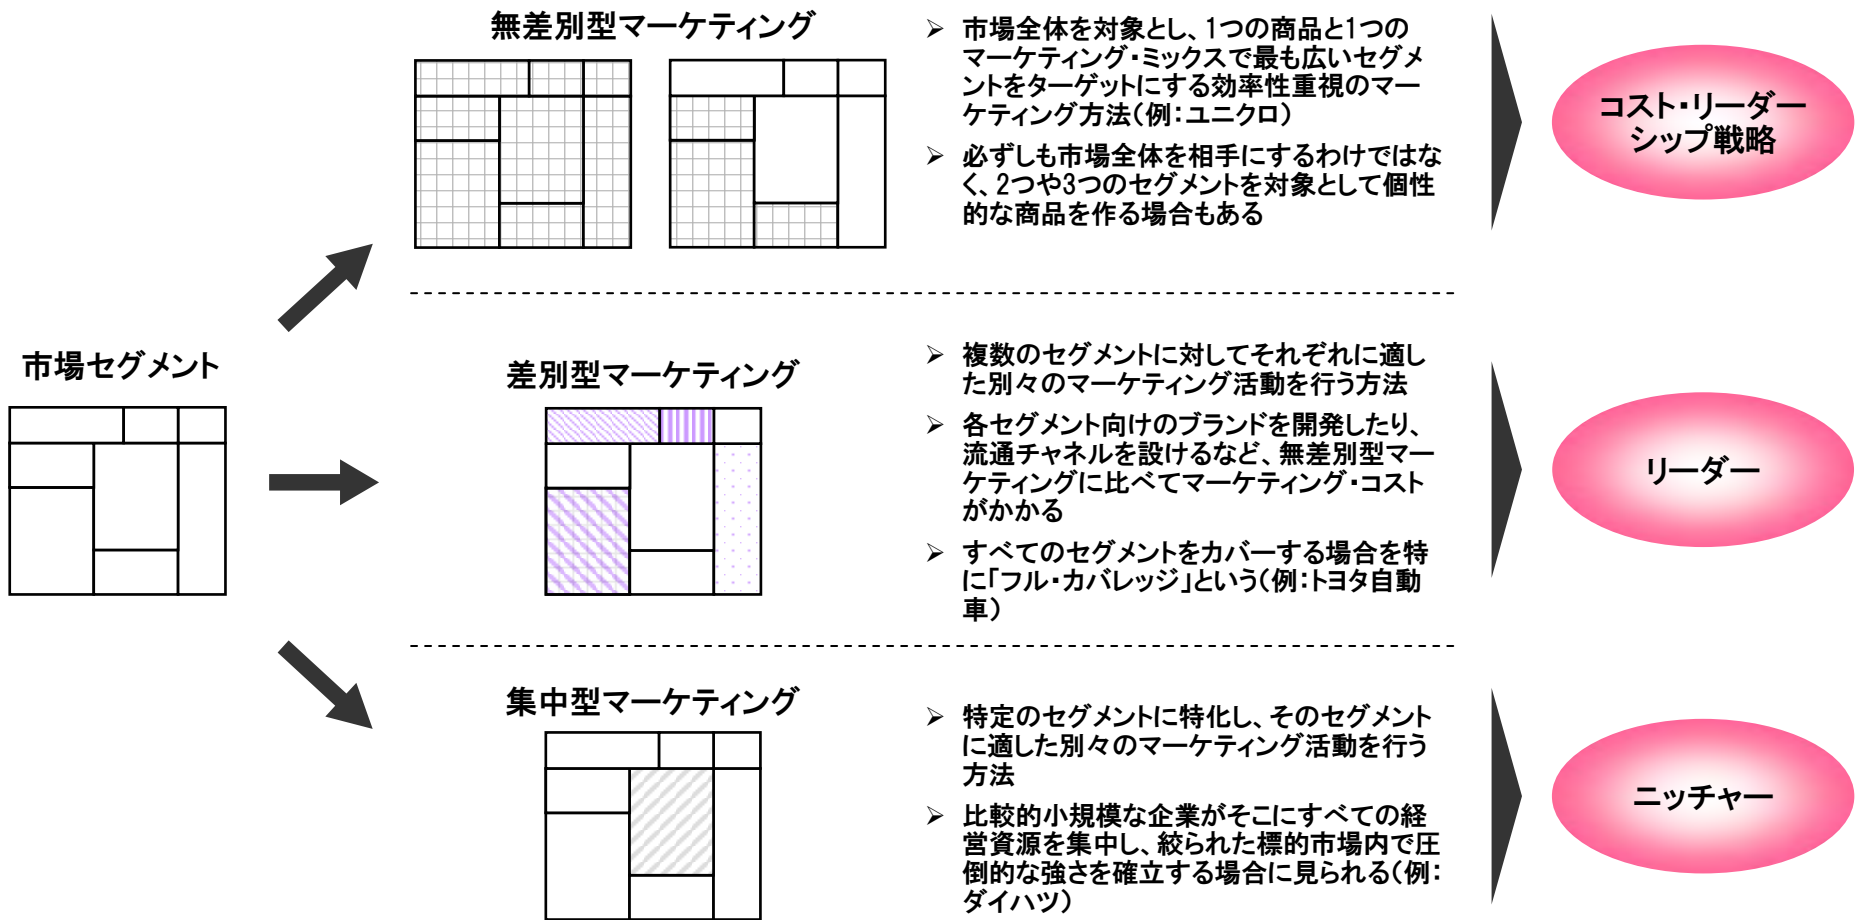 無差別型マーケティング
➢ 市場全体を対象とし、1つの商品と1つの
マーケティング・ミックスで最も広いセグメ
ントをターゲットにする効率性重視のマー
ケティング方法(例:ユニクロ)
➢ 必ずしも市場全体を相手にするわけではな
く、2つや3つのセグメントを対象として個性
的な商品を作る場合もある
コスト・リーダー
シップ戦略
市場セグメント
差別型マーケティング
➢ 複数のセグメントに対してそれぞれに適し
た別々のマーケティング活動を行う方法
➢ 各セグメント向けのブランドを開発したり、
流通チャネルを設けるなど、無差別型マー
ケティングに比べてマーケティング・コスト
がかかる
➢ すべてのセグメントをカバーする場合を特
に「フル・カバレッジ」という(例:トヨタ自動
車)
リーダー
集中型マーケティング
➢ 特定のセグメントに特化し、そのセグメント
に適した別々のマーケティング活動を行う
方法
➢ 比較的小規模な企業がそこにすべての経
営資源を集中し、絞られた標的市場内で圧
倒的な強さを確立する場合に見られる(例:
ダイハツ)
ニッチャー